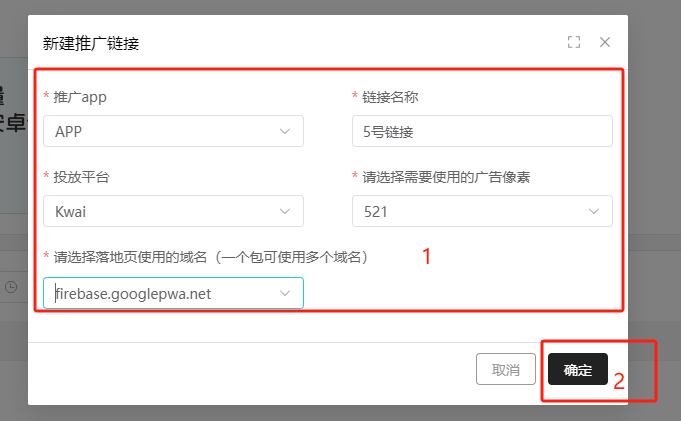 新建推广链接
* 推广app
* 链接名称
APP
5号链接
* 投放平台
* 请选择需要使用的广告像素
Kwai
521
* 请选择落地页使用的域名（一个包可使用多个域名）
1
firebase.googlepwa.net
取消
确定
2